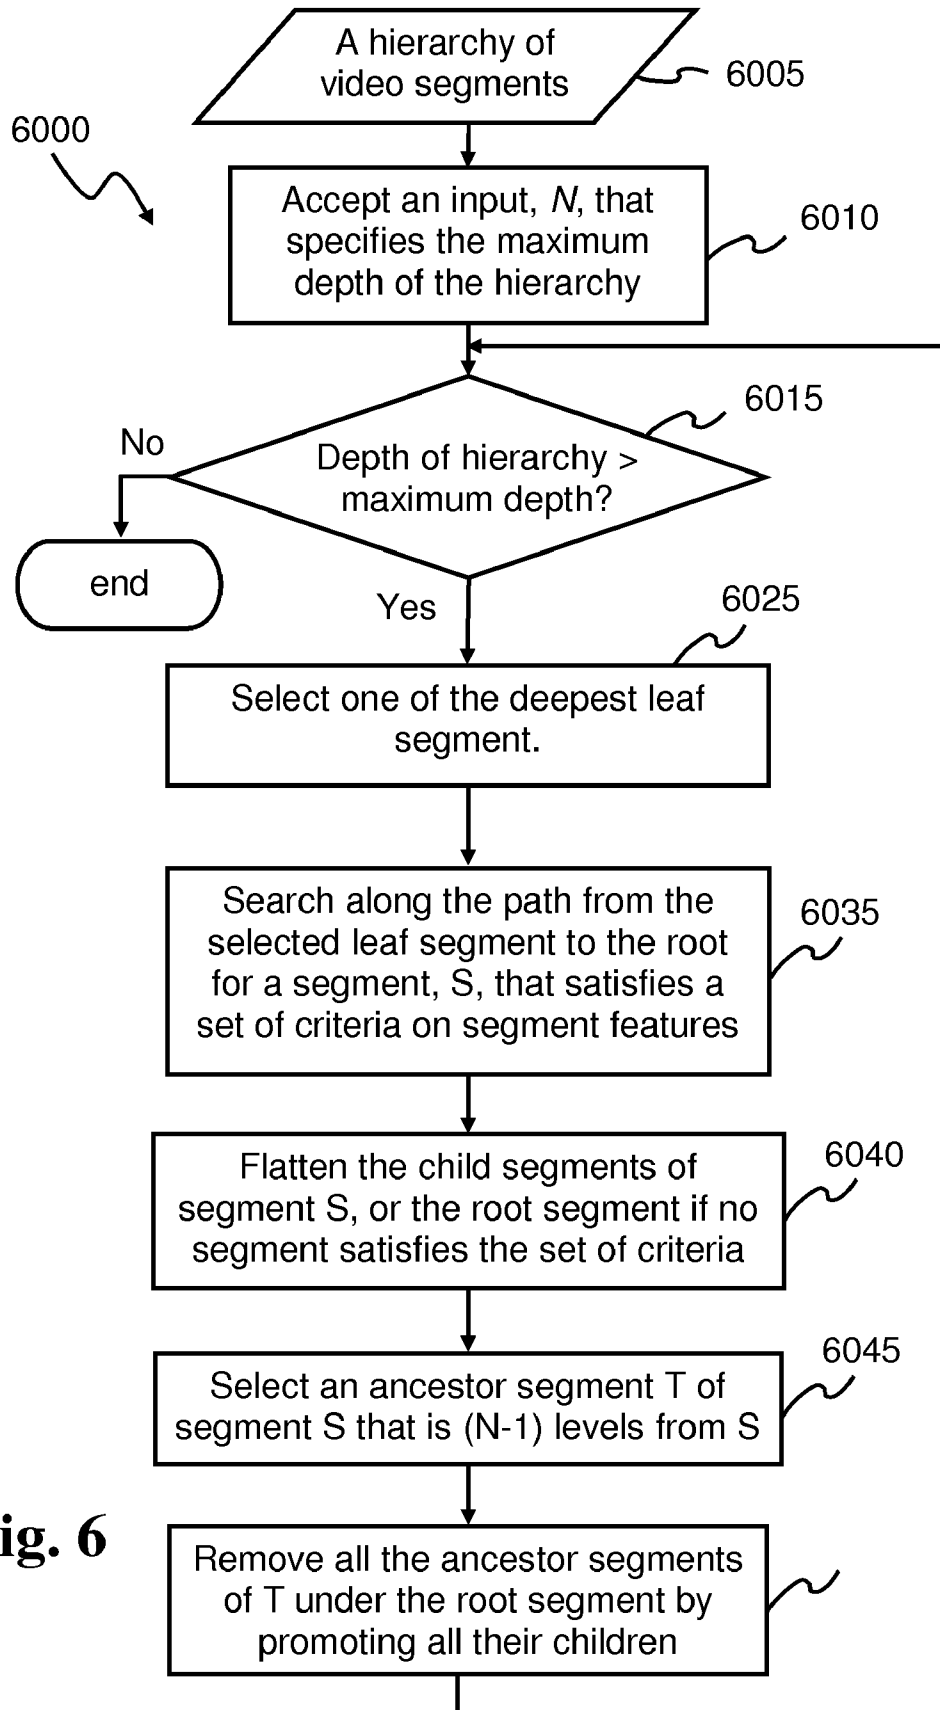 A hierarchy of
video segments
6005
6000
Accept an input, N, that
specifies the maximum
depth of the hierarchy
6010
6015
Depth of hierarchy >
maximum depth?
No
end
Yes
6025
Select one of the deepest leaf
segment.
Search along the path from the
selected leaf segment to the root
for a segment, S, that satisfies a
set of criteria on segment features
6035
Flatten the child segments of
segment S, or the root segment if no
segment satisfies the set of criteria
6040
6045
Select an ancestor segment T of
segment S that is (N-1) levels from S
ig. 6
Remove all the ancestor segments
of T under the root segment by
promoting all their children